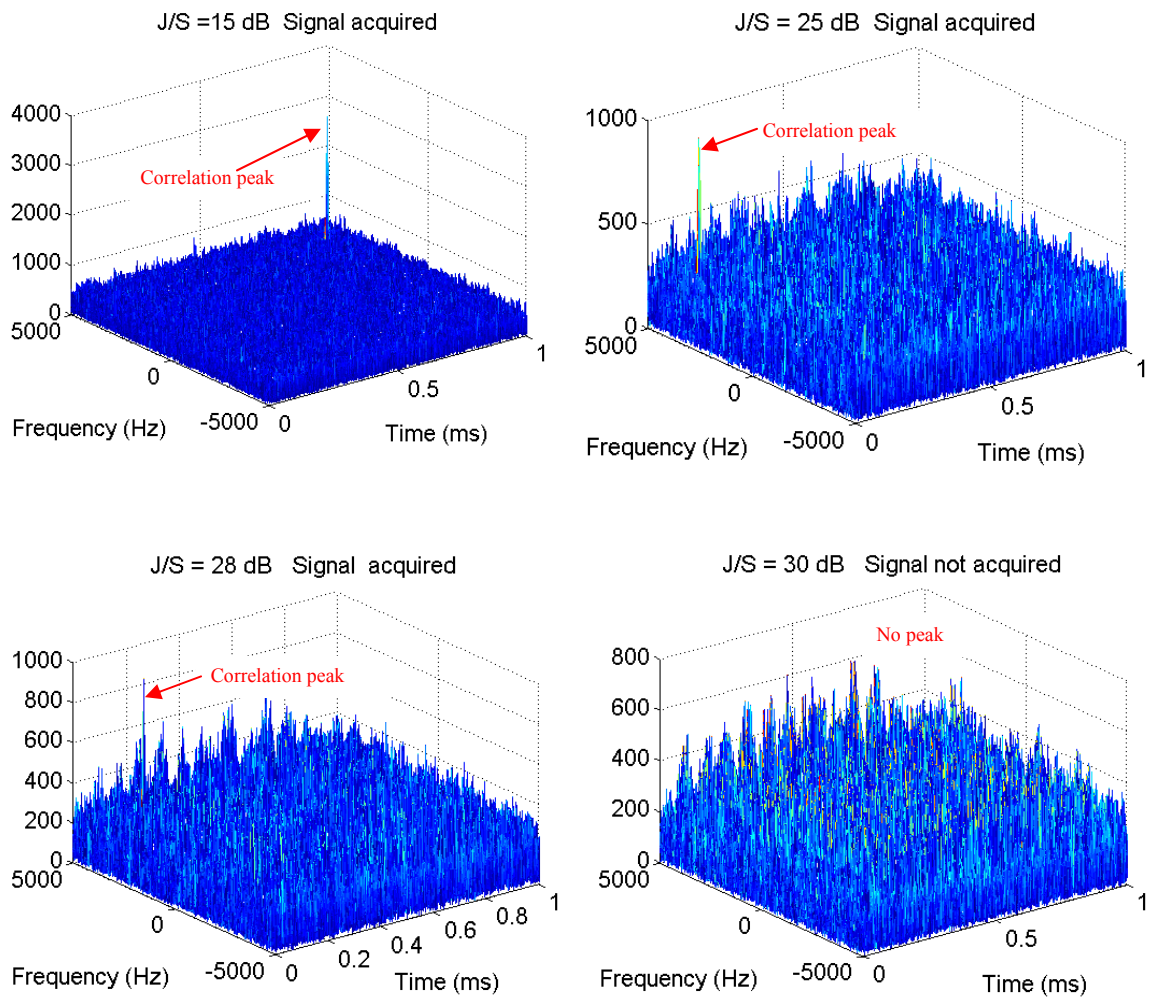 J/S =15 dB  Signal acquired
4000
3000
2000
1000
0
Correlation peak
5000
0
-5000
Frequency (Hz)
0
0.5
1
Time (ms)
J/S = 25 dB  Signal acquired
1000
500
0
Correlation peak
5000
0
-5000
Frequency (Hz)
0
0.5
1
Time (ms)
J/S = 28 dB   Signal  acquired
1000
800
600
400
200
0
Correlation peak
5000
0
-5000
Frequency (Hz)
0
0.2
0.4
0.6
0.8
1
Time (ms)
J/S = 30 dB   Signal not acquired
800
600
400
200
0
No peak
5000
0
-5000
Frequency (Hz)
0
0.5
1
Time (ms)